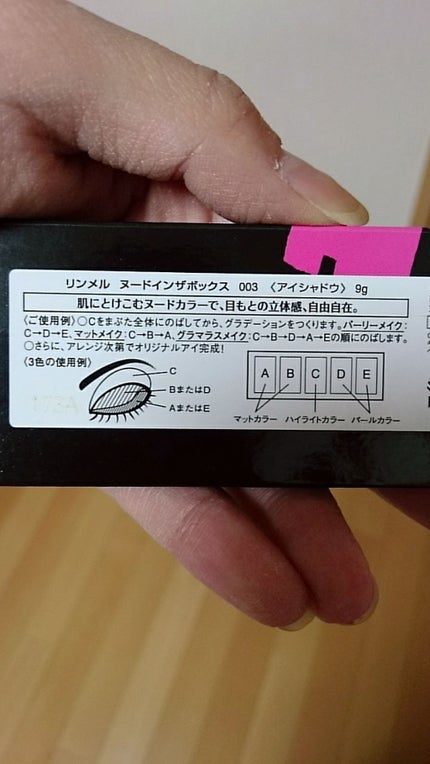 リンメル ヌードインザボックス 003 〈アイシャドウ〉 9g
肌にとけこむヌードカラーで、目もとの立体感、自由自在。
〈ご使用例〉○Cをまぶた全体にのばしてから、グラデーションをつくります。パーリーメイク:
C→D→E、マットメイク:C→B→A、グラマラスメイク:C→B→D→A→Eの順にのばします。
○さらに、アレンジ次第でオリジナルアイ完成!
〈3色の使用例〉
C
BまたはD
AまたはE
A B C D E
マットカラー ハイライトカラー パールカラー